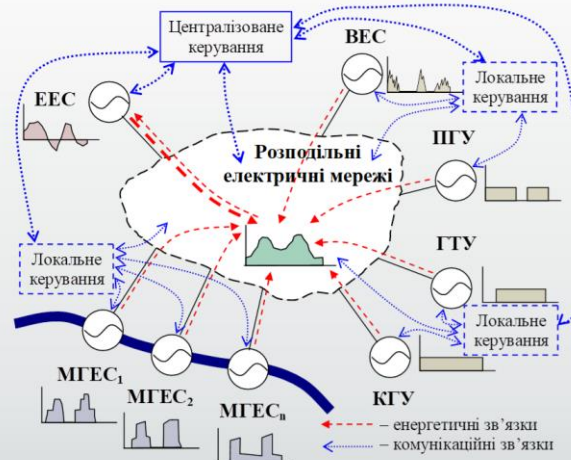 Централізоване
керування
ВЕС
ЕЕС
Локальне
керування
Розподільні
електричні мережі
ПГУ
ГТУ
Локальне
керування
Локальне
керування
МГЕС₁
МГЕС₂
МГЕСₙ
КГУ
– енергетичні зв’язки
– комунікаційні зв’язки